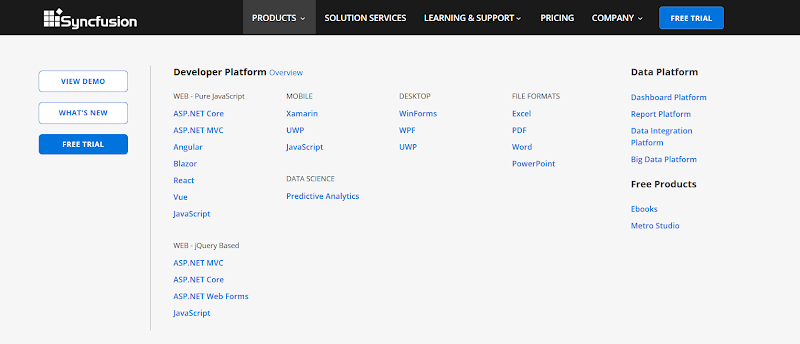 Syncfusion
PRODUCTS
SOLUTION SERVICES
LEARNING & SUPPORT
PRICING
COMPANY
FREE TRIAL
VIEW DEMO
WHAT'S NEW
FREE TRIAL
Developer Platform Overview
WEB - Pure JavaScript
ASP.NET Core
ASP.NET MVC
Angular
Blazor
React
Vue
JavaScript
WEB - jQuery Based
ASP.NET MVC
ASP.NET Core
ASP.NET Web Forms
JavaScript
MOBILE
Xamarin
UWP
JavaScript
DATA SCIENCE
Predictive Analytics
DESKTOP
WinForms
WPF
UWP
FILE FORMATS
Excel
PDF
Word
PowerPoint
Data Platform
Dashboard Platform
Report Platform
Data Integration
Platform
Big Data Platform
Free Products
Ebooks
Metro Studio